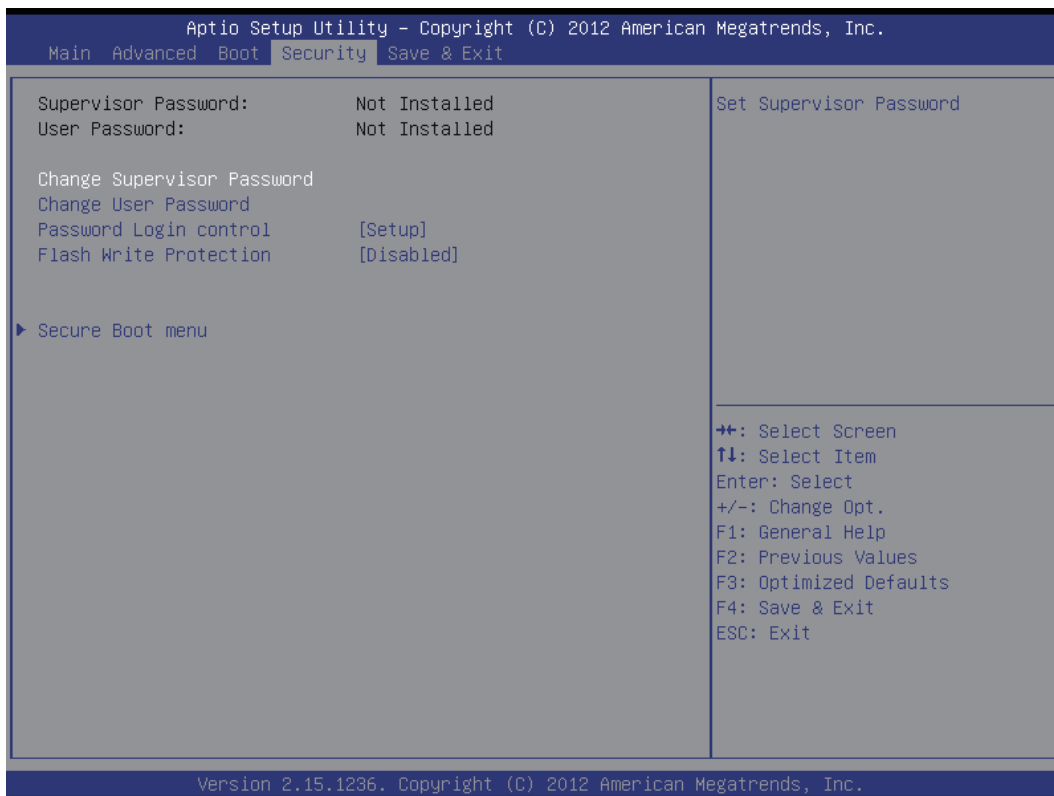 Aptio Setup Utility – Copyright (C) 2012 American Megatrends, Inc.
Main Advanced Boot Security Save & Exit
Supervisor Password: Not Installed
User Password: Not Installed
Change Supervisor Password
Change User Password
Password Login control [Setup]
Flash Write Protection [Disabled]
▶ Secure Boot menu
Set Supervisor Password
→←: Select Screen
↑↓: Select Item
Enter: Select
+/-: Change Opt.
F1: General Help
F2: Previous Values
F3: Optimized Defaults
F4: Save & Exit
ESC: Exit
Version 2.15.1236. Copyright (C) 2012 American Megatrends, Inc.